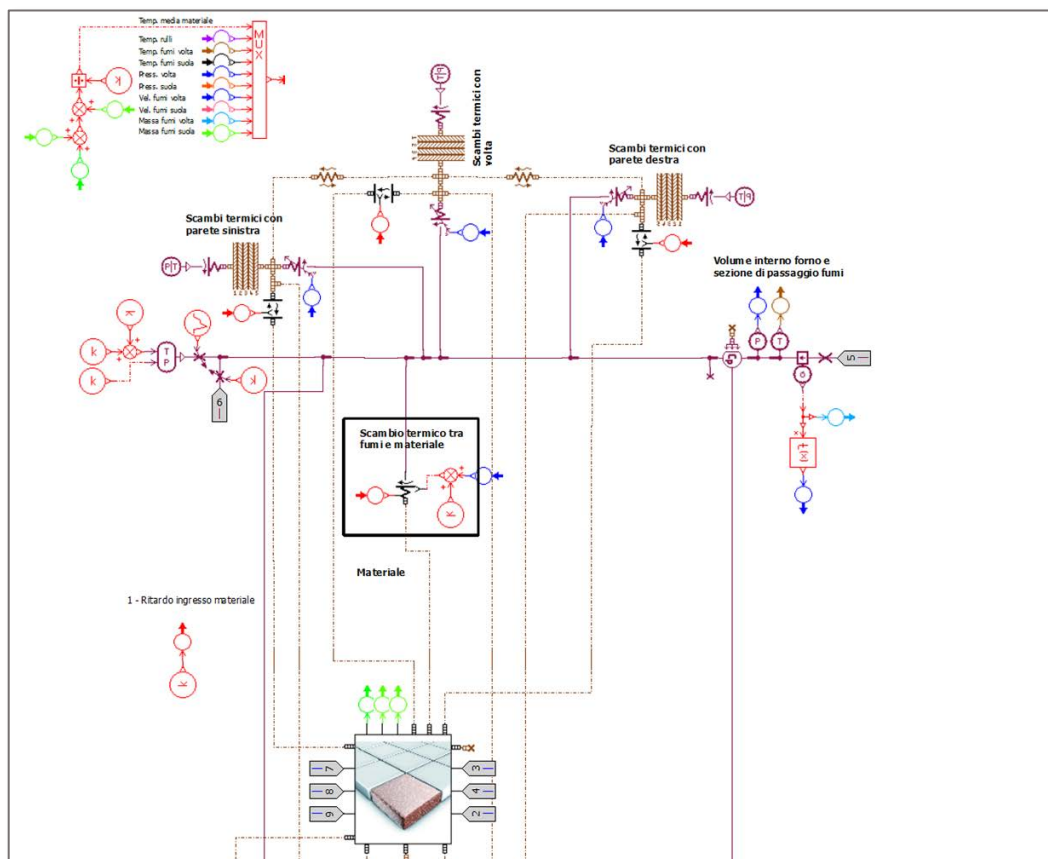 Temp. media materiale
Temp. rulli
Temp. fumi volta
Temp. fumi suola
Press. volta
Press. suola
Vel. fumi volta
Vel. fumi suola
Massa fumi volta
Massa fumi suola
MUX
k
Scambi termici con
volta
Scambi termici con
parete destra
Scambi termici con
parete sinistra
Volume interno forno e
sezione di passaggio fumi
P T
k
k
k
T
P
k
6
P
T
5
f(x)
Scambio termico tra
fumi e materiale
k
Materiale
1 - Ritardo ingresso materiale
k
7
3
8
4
9
2